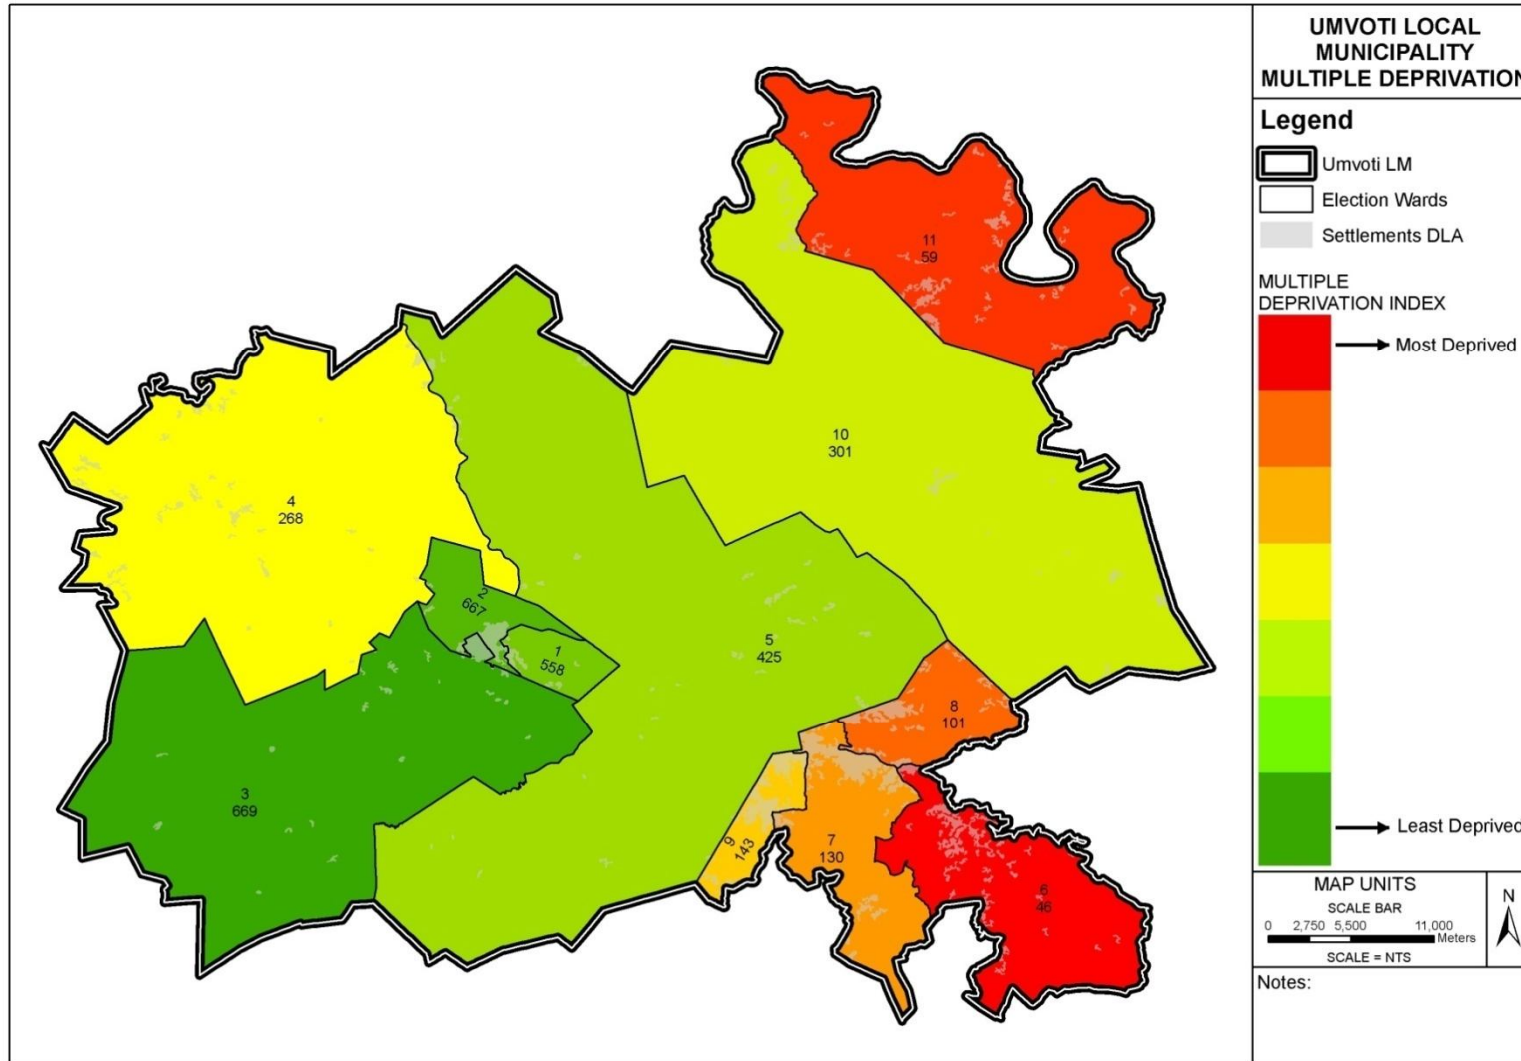 UMVOTI LOCAL
MUNICIPALITY
MULTIPLE DEPRIVATION
Legend
Umvoti LM
Election Wards
Settlements DLA
MULTIPLE
DEPRIVATION INDEX
Most Deprived
Least Deprived
MAP UNITS
SCALE BAR
0 2,750 5,500 11,000
Meters
SCALE = NTS
N
Notes:
11
59
10
301
4
268
2
667
1
558
5
425
8
101
3
669
9
143
7
130
6
46